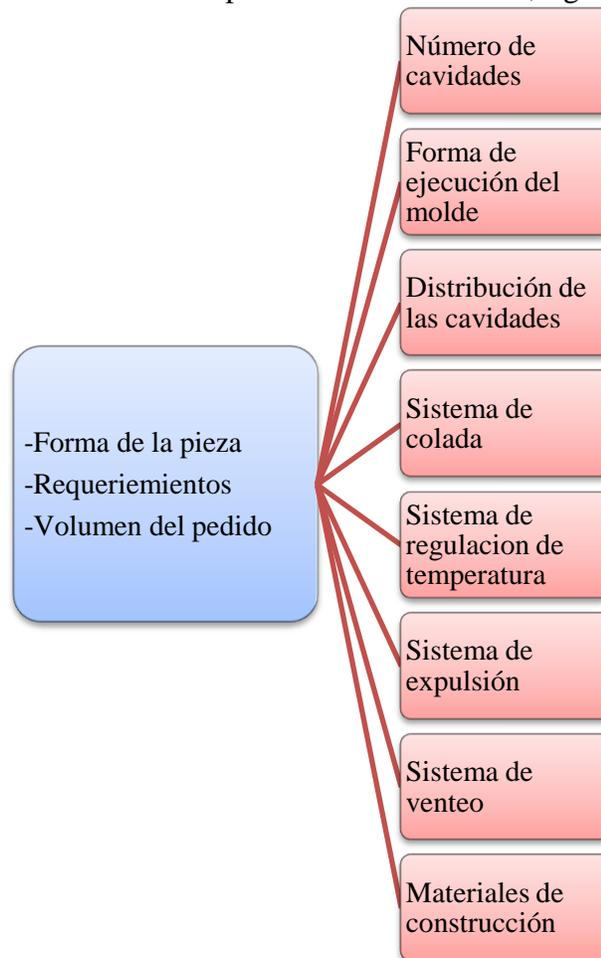 Número de
cavidades
Forma de
ejecución del
molde
Distribución de
las cavidades
-Forma de la pieza
-Requeriemientos
-Volumen del pedido
Sistema de
colada
Sistema de
regulacion de
temperatura
Sistema de
expulsión
Sistema de
venteo
Materiales de
construcción